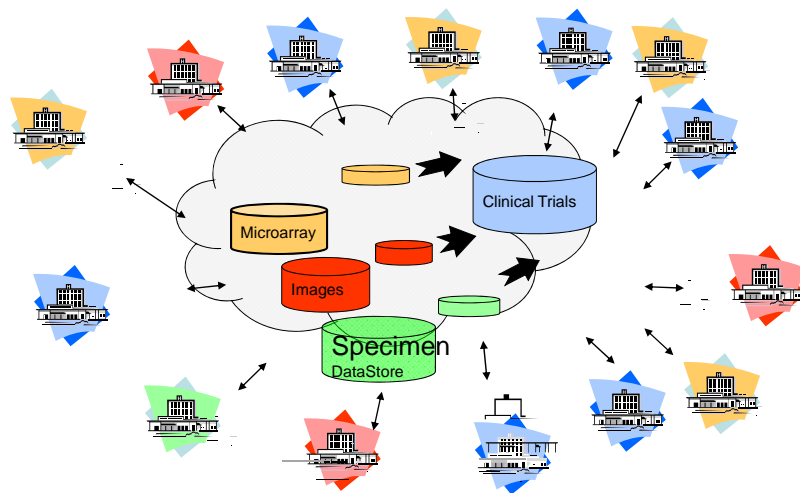 Clinical Trials
Microarray
Images
Specimen
DataStore